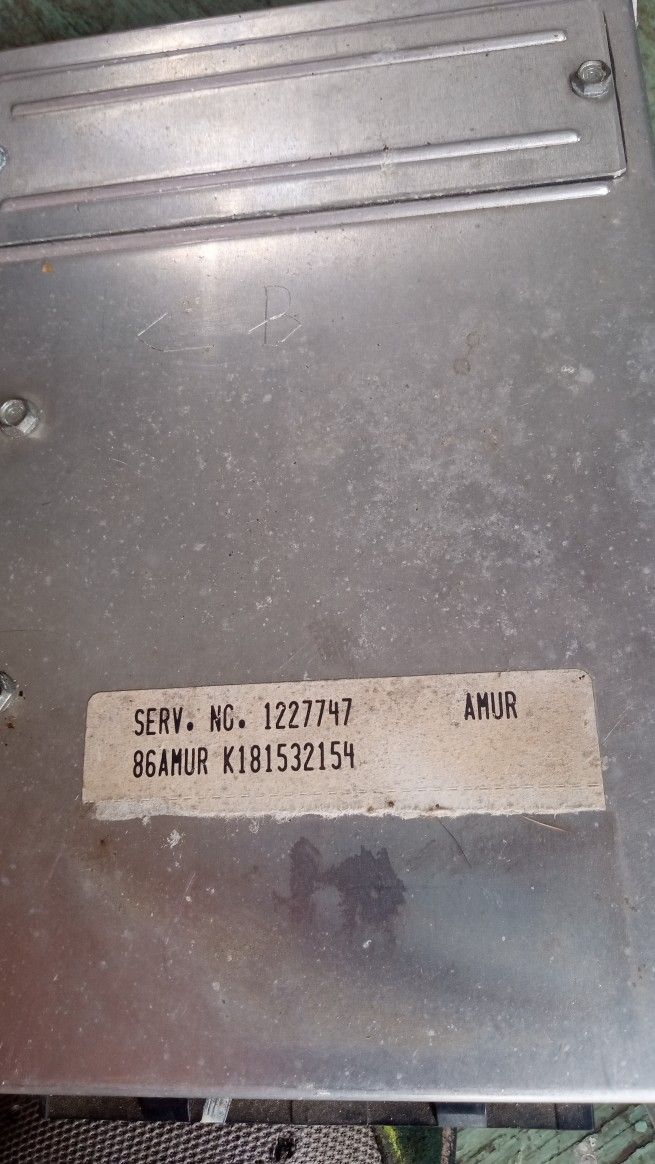 B
SERV. NO. 1227747 AMUR
86AMUR K181532154